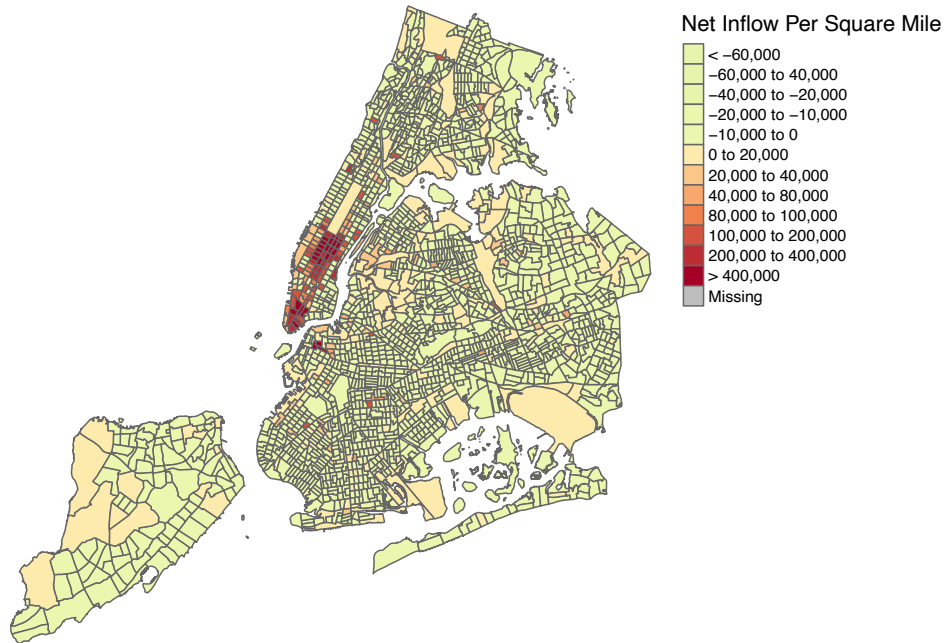 Net Inflow Per Square Mile
< −60,000
−60,000 to 40,000
−40,000 to −20,000
−20,000 to −10,000
−10,000 to 0
0 to 20,000
20,000 to 40,000
40,000 to 80,000
80,000 to 100,000
100,000 to 200,000
200,000 to 400,000
> 400,000
Missing